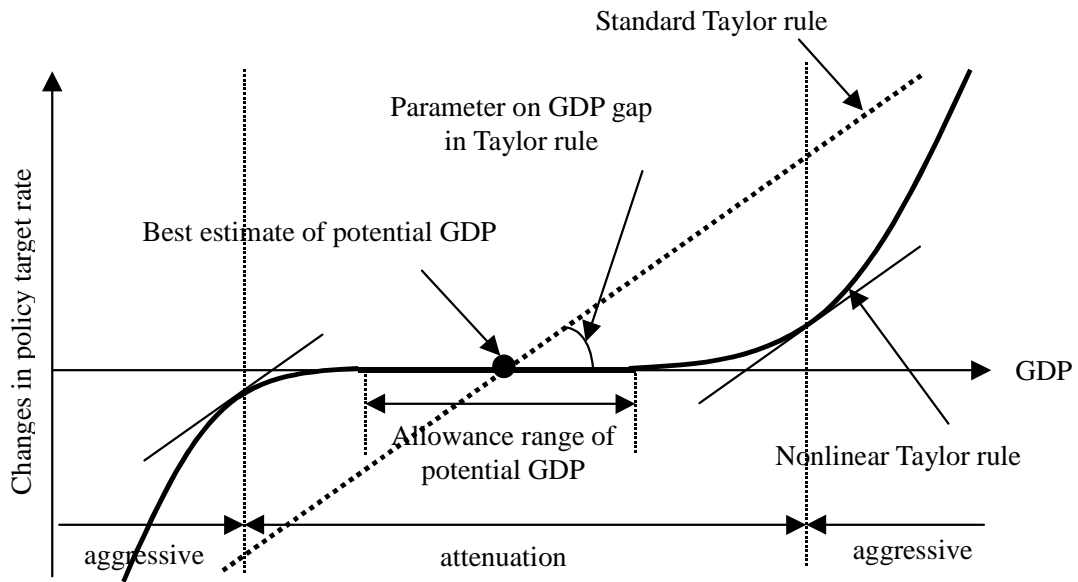 Standard Taylor rule
Parameter on GDP gap
in Taylor rule
Best estimate of potential GDP
Changes in policy target rate
GDP
Allowance range of
potential GDP
Nonlinear Taylor rule
aggressive
attenuation
aggressive